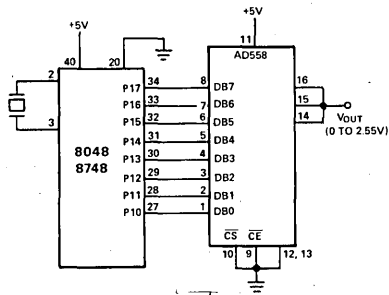 +5V
+5V
11
AD558
40
20
2
3
8048
8748
P17 34 8 DB7
P16 33 7 DB6
P15 32 6 DB5
P14 31 5 DB4
P13 30 4 DB3
P12 29 3 DB2
P11 28 2 DB1
P10 27 1 DB0
16
15
14
VOUT
(0 TO 2.55V)
CS CE
10 9 12, 13